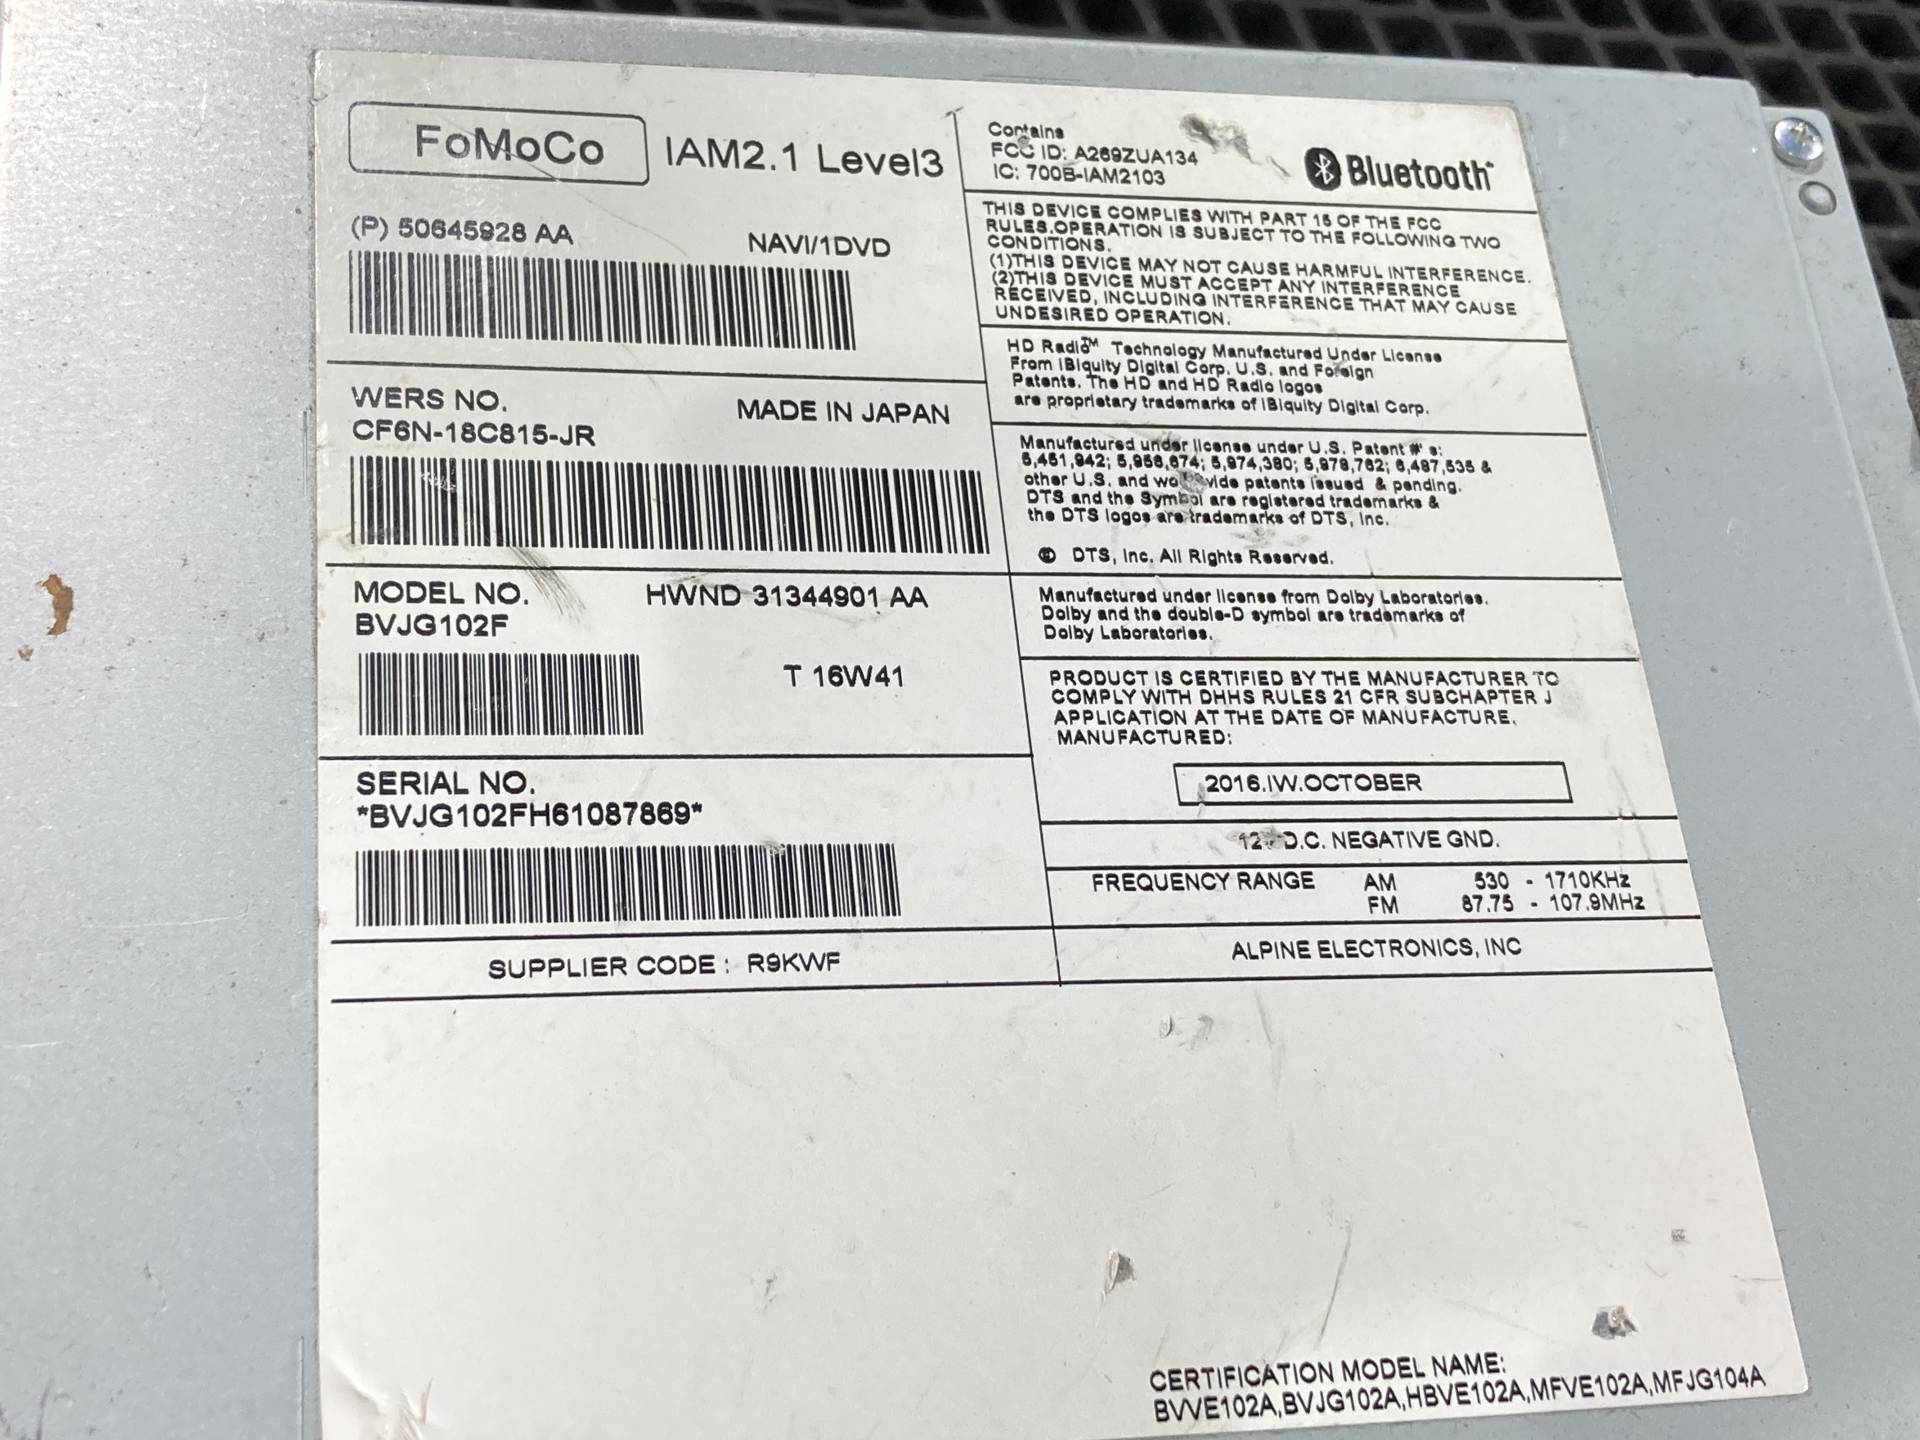 FoMoCo IAM2.1 Level3
(P) 50645928 AA
NAVI/1DVD
WERS NO.
MADE IN JAPAN
CF6N-18C815-JR
MODEL NO.
HWND 31344901 AA
BVJG102F
T 16W41
SERIAL NO.
*BVJG102FH61087869*
SUPPLIER CODE : R9KWF
Contains
FCC ID: A269ZUA134
IC: 700B-IAM2103
Bluetooth
THIS DEVICE COMPLIES WITH PART 15 OF THE FCC
RULES.OPERATION IS SUBJECT TO THE FOLLOWING TWO
CONDITIONS.
(1)THIS DEVICE MAY NOT CAUSE HARMFUL INTERFERENCE.
(2)THIS DEVICE MUST ACCEPT ANY INTERFERENCE
RECEIVED, INCLUDING INTERFERENCE THAT MAY CAUSE
UNDESIRED OPERATION.
HD Radio™ Technology Manufactured Under License
From iBiquity Digital Corp. U.S. and Foreign
Patents. The HD and HD Radio logos
are proprietary trademarks of iBiquity Digital Corp.
Manufactured under license under U.S. Patent # s:
5,451,942; 5,956,674; 5,974,380; 5,978,762; 6,487,535 &
other U.S. and vide patents issued & pending.
DTS and the Symbol are registered trademarks &
the DTS logos are trademarks of DTS, Inc.
© DTS, Inc. All Rights Reserved.
Manufactured under license from Dolby Laboratories.
Dolby and the double-D symbol are trademarks of
Dolby Laboratories.
PRODUCT IS CERTIFIED BY THE MANUFACTURER TO
COMPLY WITH DHHS RULES 21 CFR SUBCHAPTER J
APPLICATION AT THE DATE OF MANUFACTURE.
MANUFACTURED:
2016.IW.OCTOBER
12 D.C. NEGATIVE GND.
FREQUENCY RANGE AM 530 - 1710KHz
FM 87.75 - 107.9MHz
ALPINE ELECTRONICS, INC
CERTIFICATION MODEL NAME:
BVVE102A,BVJG102A,HBVE102A,MFVE102A,MFJG104A